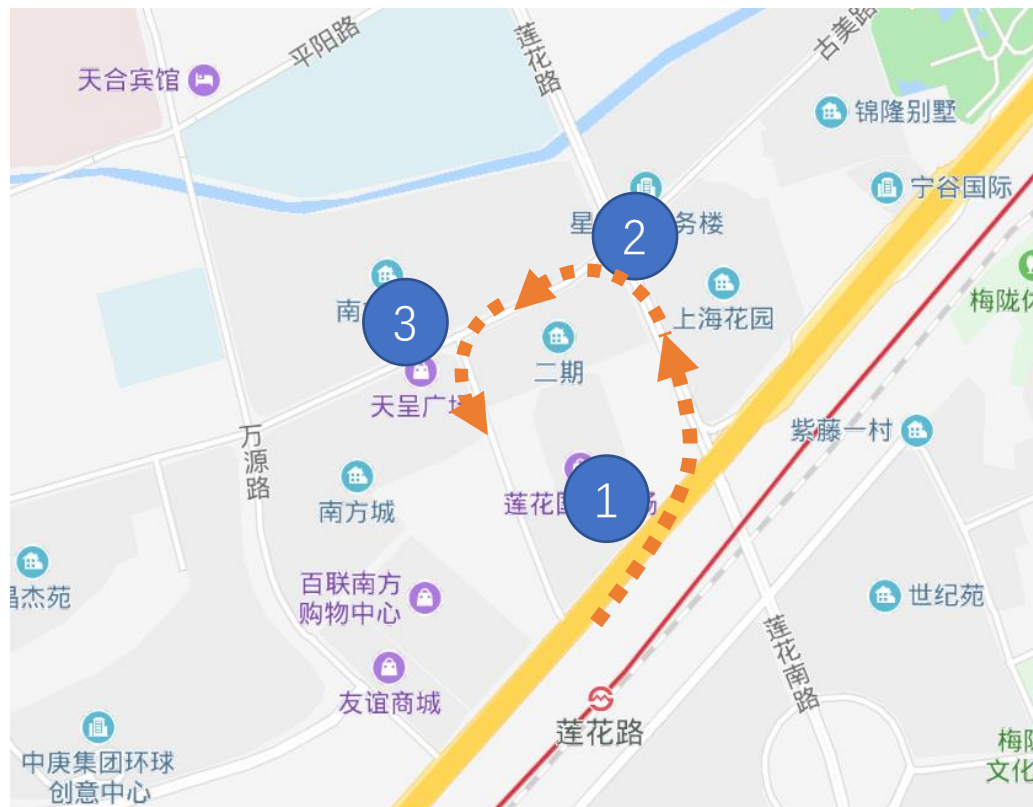 平阳路
莲花路
古美路
天合宾馆
锦隆别墅
宁谷国际
星
务楼
2
南
3
上海花园
梅陇休
二期
天呈广场
万源路
紫藤一村
南方城
莲花国
场
1
昌杰苑
百联南方
购物中心
世纪苑
莲花南路
友谊商城
莲花路
中庚集团环球
创意中心
梅陇
文化